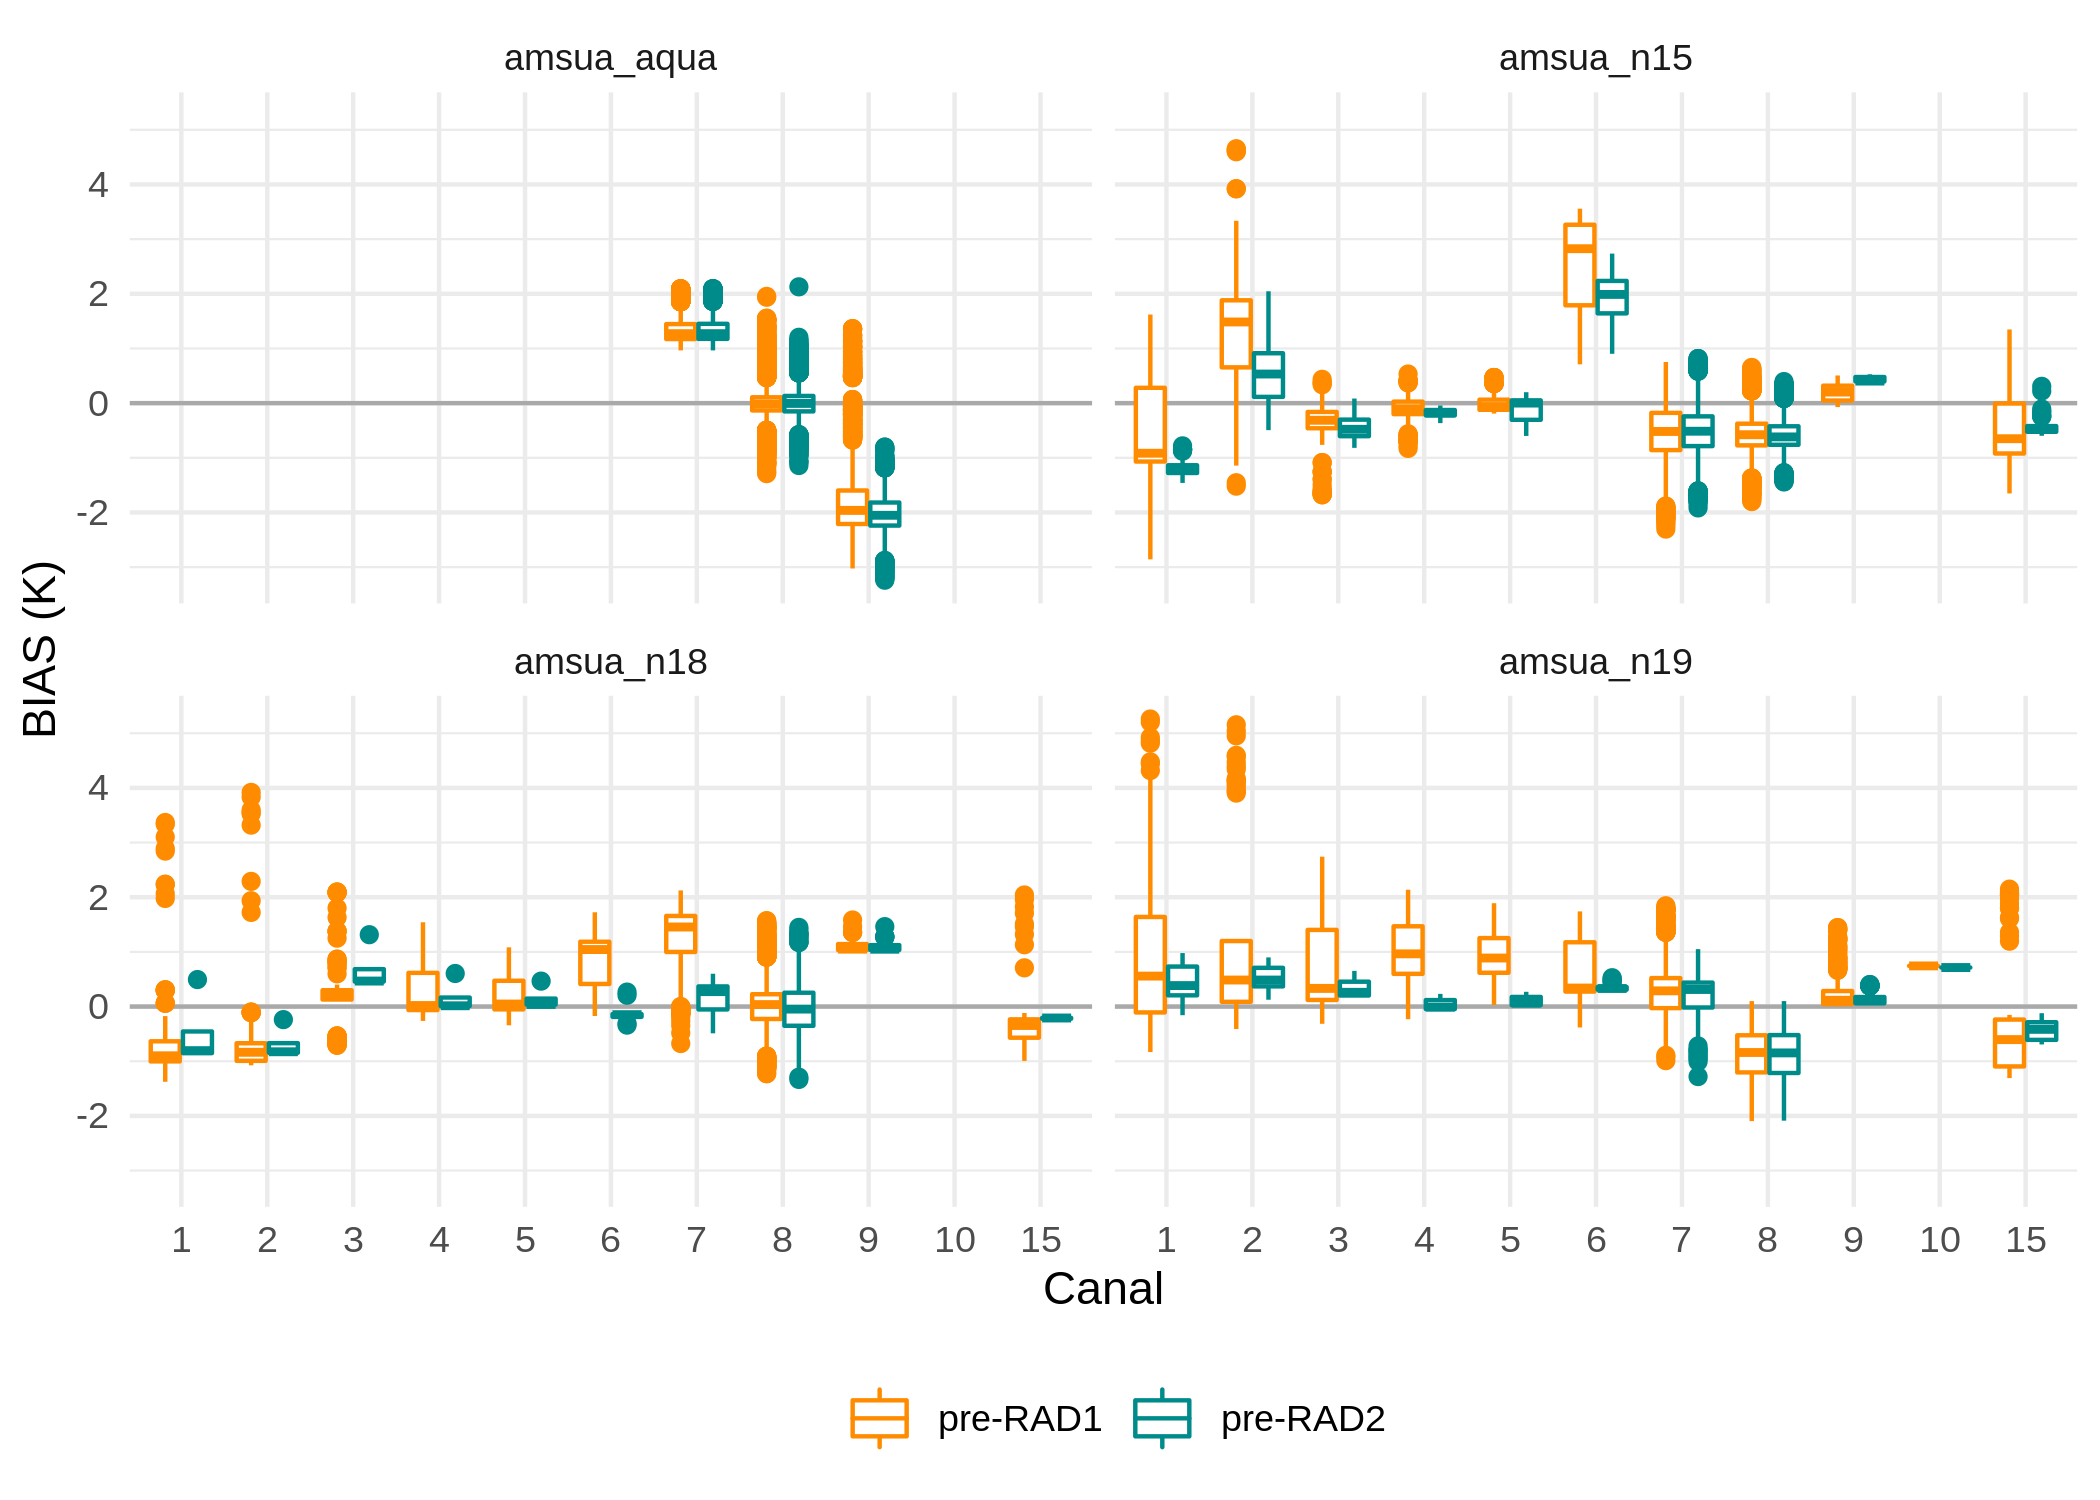 amsua_aqua
amsua_n15
4
2
0
-2
BIAS (K)
amsua_n18
amsua_n19
4
2
0
-2
1 2 3 4 5 6 7 8 9 10 15
1 2 3 4 5 6 7 8 9 10 15
Canal
pre-RAD1
pre-RAD2